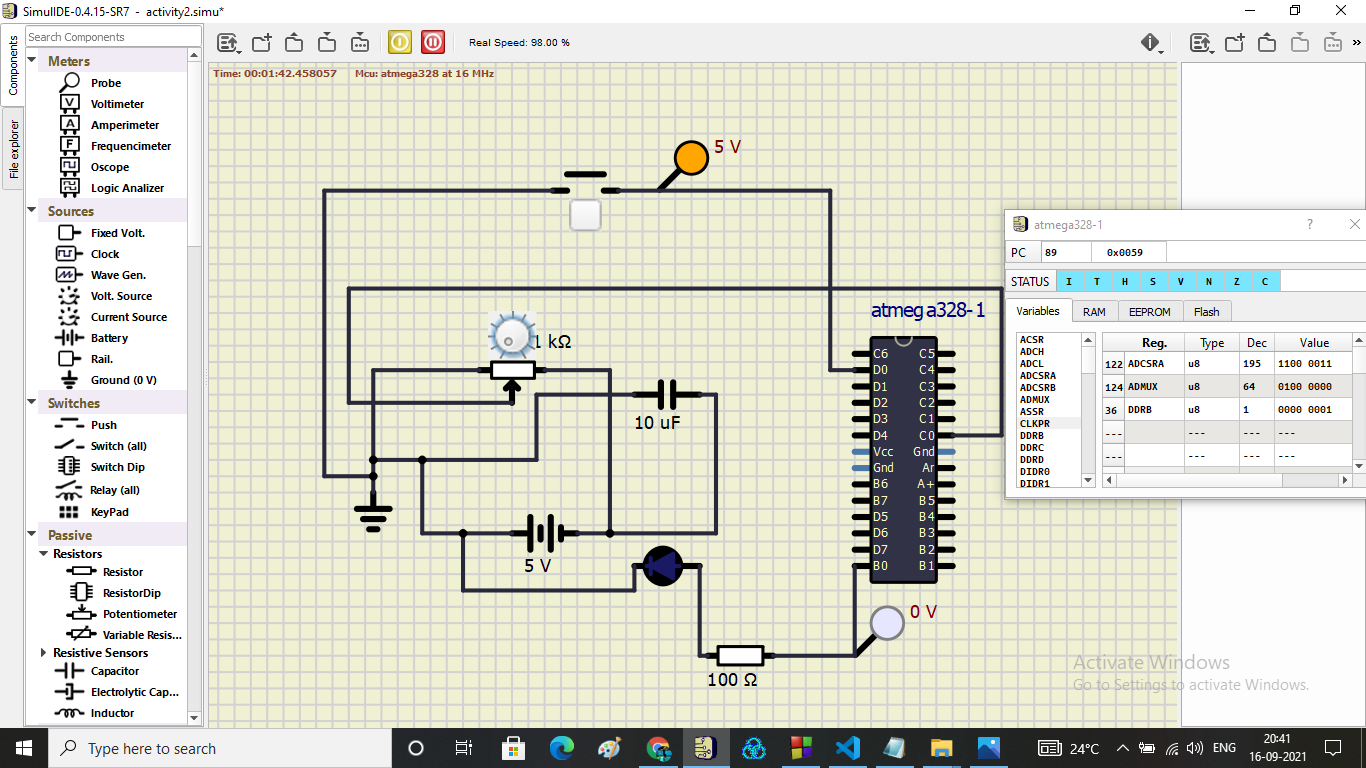 SimulIDE-0.4.15-SR7 - activity2.simu*
Components
File explorer
Search Components
Meters
Probe
Voltimeter
Amperimeter
Frequencimeter
Oscope
Logic Analizer
Sources
Fixed Volt.
Clock
Wave Gen.
Volt. Source
Current Source
Battery
Rail.
Ground (0 V)
Switches
Push
Switch (all)
Switch Dip
Relay (all)
KeyPad
Passive
Resistors
Resistor
ResistorDip
Potentiometer
Variable Resis...
Resistive Sensors
Capacitor
Electrolytic Cap...
Inductor
Real Speed: 98.00 %
»
Time: 00:01:42.458057 Mcu: atmega328 at 16 MHz
5 V
1 kΩ
10 uF
5 V
100 Ω
0 V
atmega328-1
C6 C5
D0 C4
D1 C3
D2 C2
D3 C1
D4 C0
Vcc Gnd
Gnd Ar
B6 A+
B7 B5
D5 B4
D6 B3
D7 B2
B0 B1
atmega328-1 ?
PC 89 0x0059
STATUS I T H S V N Z C
Variables RAM EEPROM Flash
ACSR
ADCH
ADCL
ADCSRA
ADCSRB
ADMUX
ASSR
CLKPR
DDRB
DDRC
DDRD
DIDR0
DIDR1
Reg. Type Dec Value
122 ADCSRA u8 195 1100 0011
124 ADMUX u8 64 0100 0000
36 DDRB u8 1 0000 0001
--- --- --- ---
--- --- --- ---
Activate Windows
Go to Settings to activate Windows.
Type here to search
24°C
ENG
20:41
16-09-2021